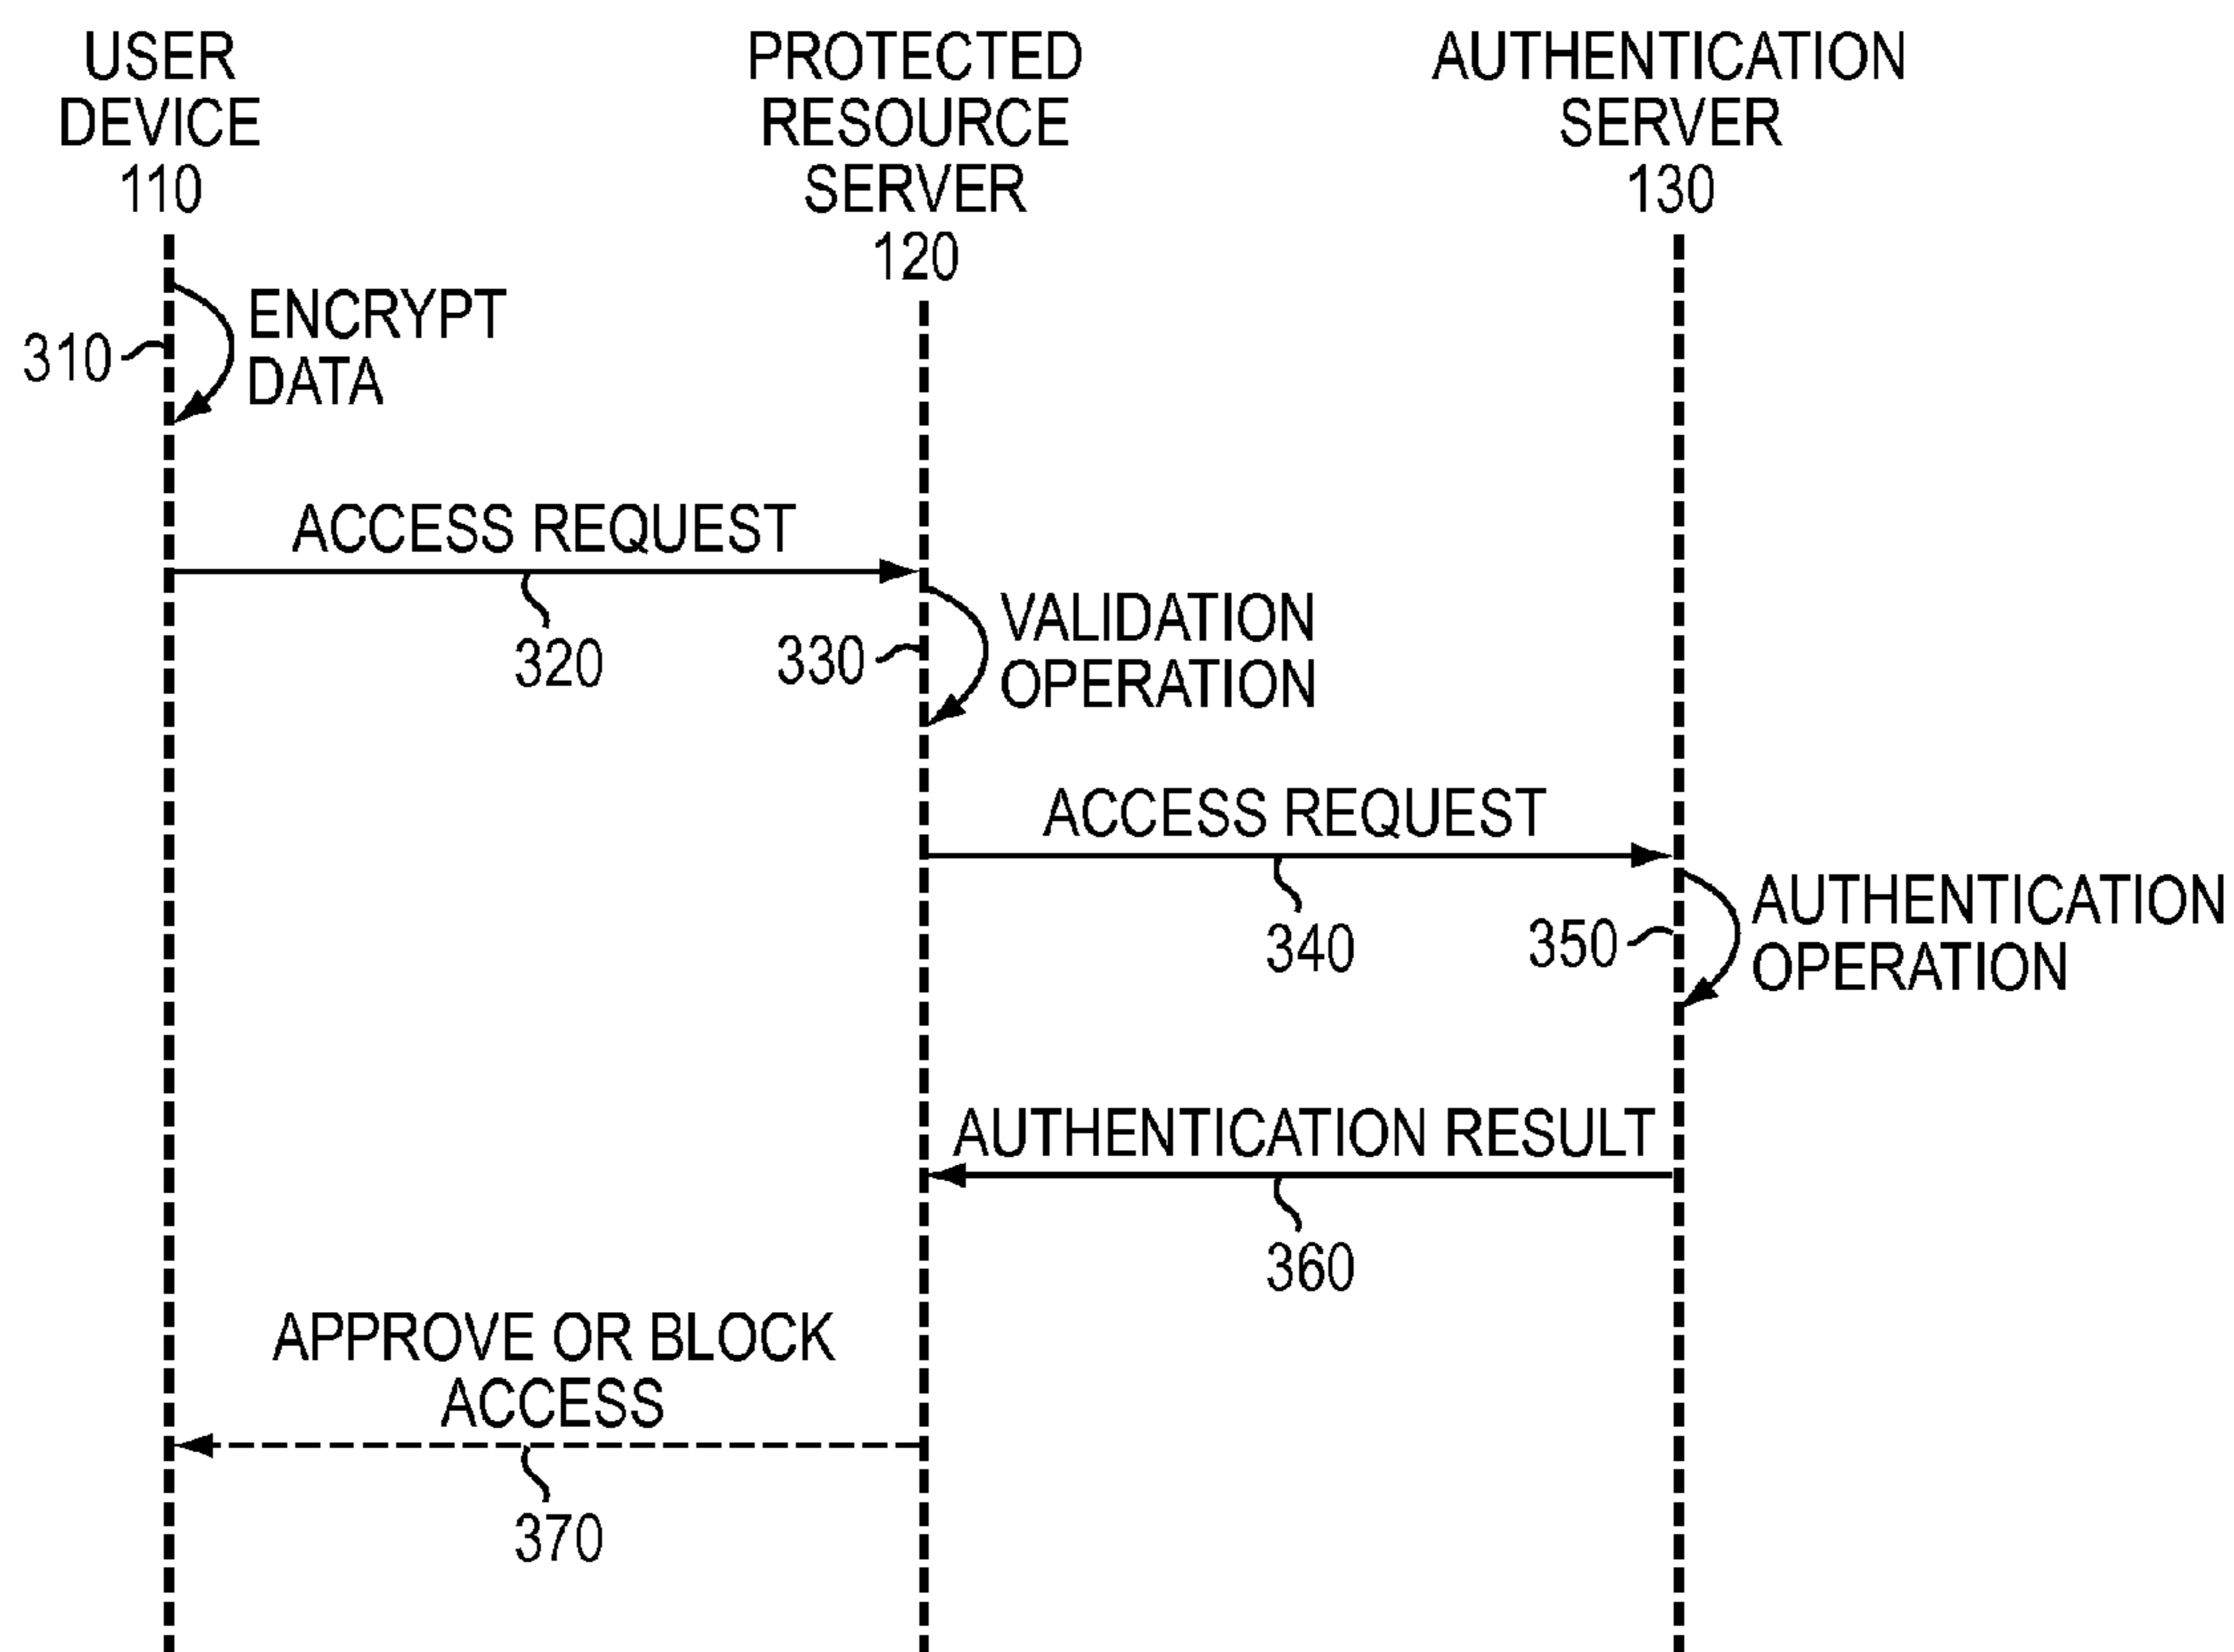 USER
DEVICE
110
PROTECTED
RESOURCE
SERVER
120
AUTHENTICATION
SERVER
130
310
ENCRYPT
DATA
ACCESS REQUEST
320
330
VALIDATION
OPERATION
ACCESS REQUEST
340
350
AUTHENTICATION
OPERATION
AUTHENTICATION RESULT
360
APPROVE OR BLOCK
ACCESS
370